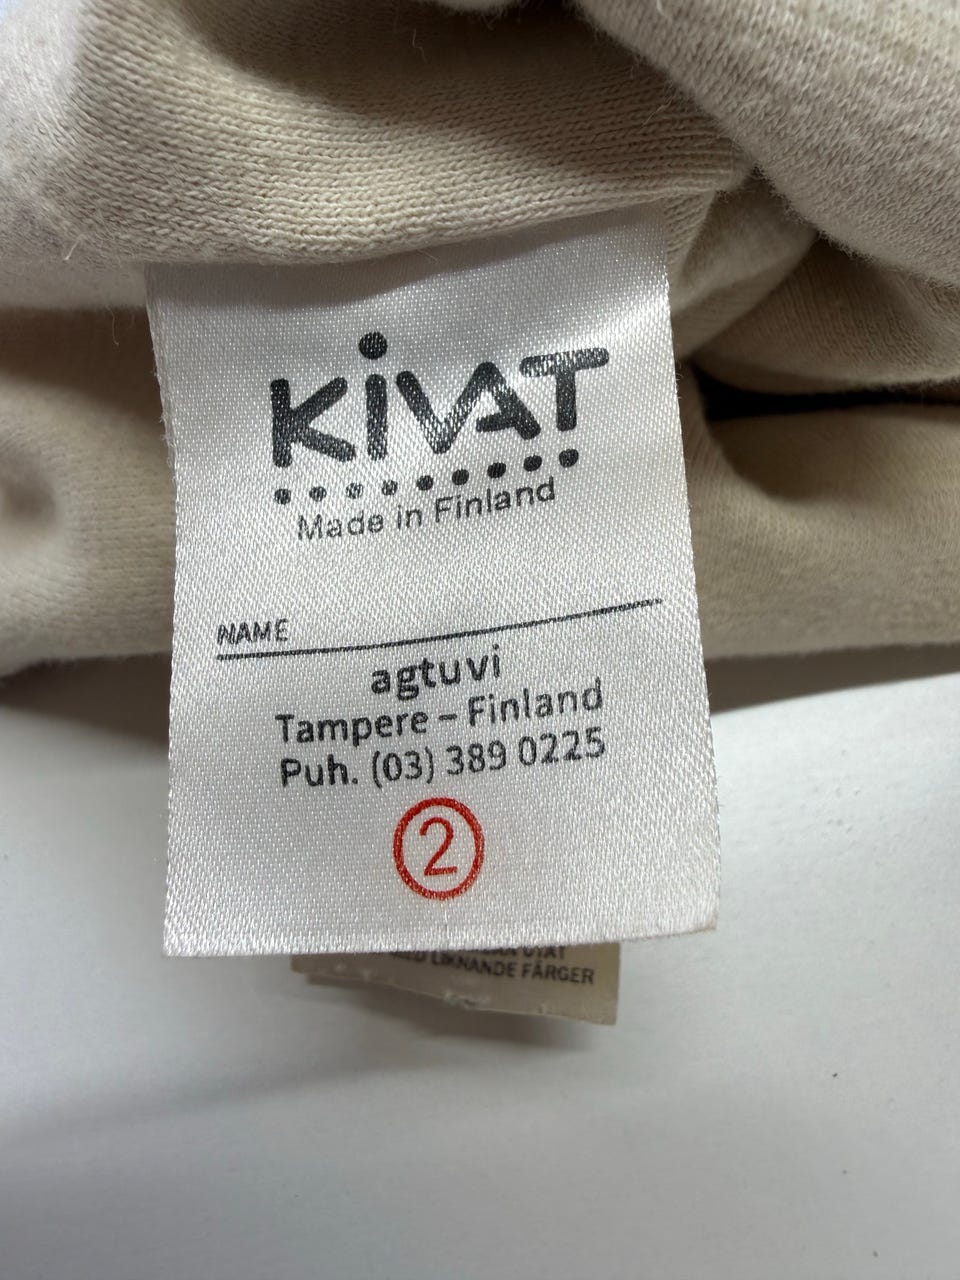 KiVAT
Made in Finland
NAME
agtuvi
Tampere – Finland
Puh. (03) 389 0225
2
LIKNANDE FÄRGER